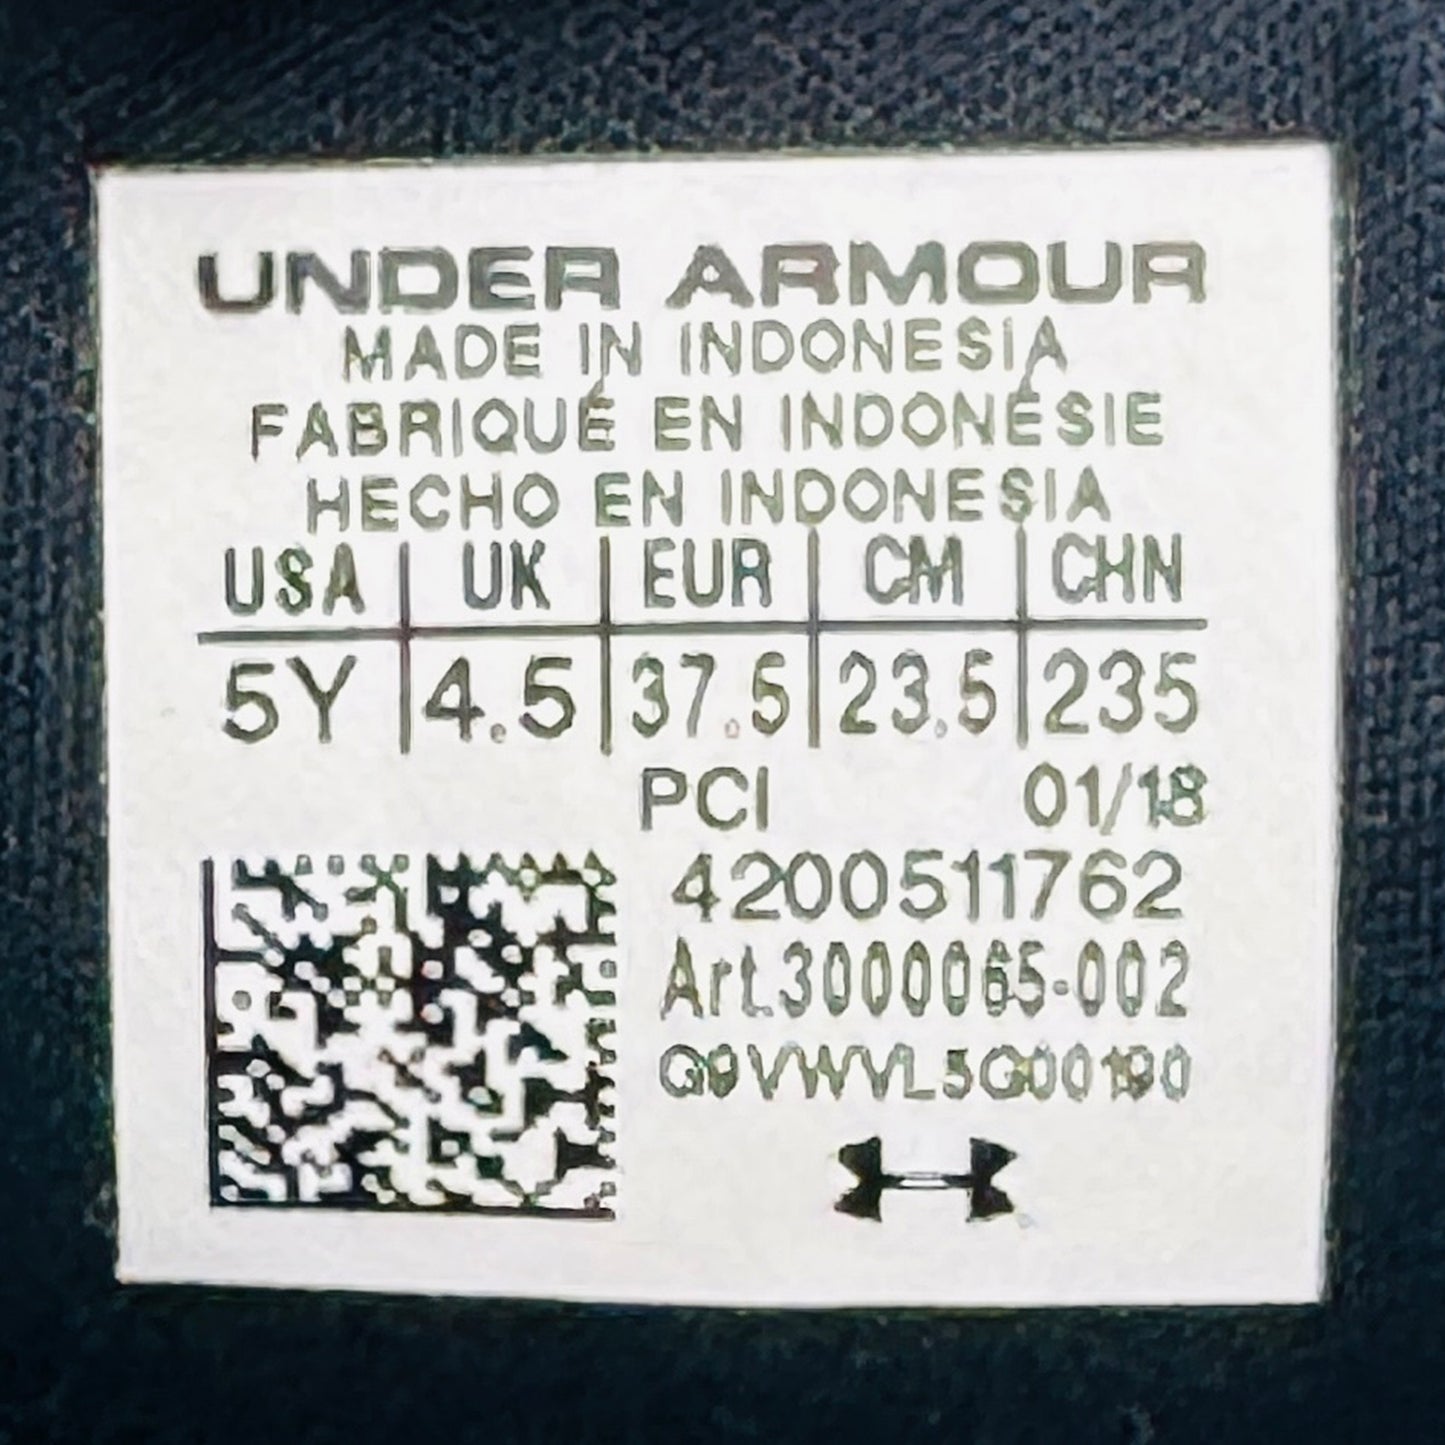 UNDER ARMOUR
MADE IN INDONESIA
FABRIQUÉ EN INDONÉSIE
HECHO EN INDONESIA
USA UK EUR CM CHN
5Y 4.5 37.5 23.5 235
PCI 01/18
4200511762
Art.3000065-002
G9VWVL5G00190